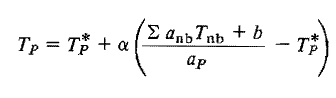 T_P = T_P^* + α ( (Σ a_nb T_nb + b) / a_P − T_P^* )